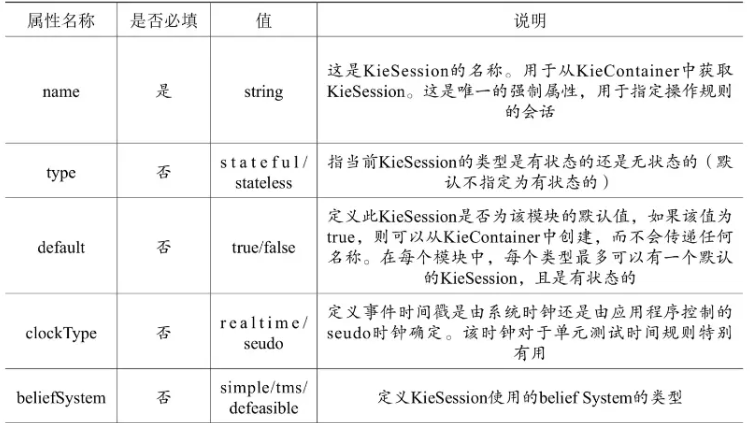 属性名称 是否必填 值 说明
name 是 string 这是KieSession的名称。用于从KieContainer中获取
KieSession。这是唯一的强制属性，用于指定操作规则
的会话
type 否 stateful/
stateless 指当前KieSession的类型是有状态的还是无状态的（默
认不指定为有状态的）
default 否 true/false 定义此KieSession是否为该模块的默认值，如果该值为
true，则可以从KieContainer中创建，而不会传递任何
名称。在每个模块中，每个类型最多可以有一个默认
的KieSession，且是有状态的
clockType 否 realtime/
seudo 定义事件时间戳是由系统时钟还是由应用程序控制的
seudo时钟确定。该时钟对于单元测试时间规则特别
有用
beliefSystem 否 simple/tms/
defeasible 定义KieSession使用的belief System的类型